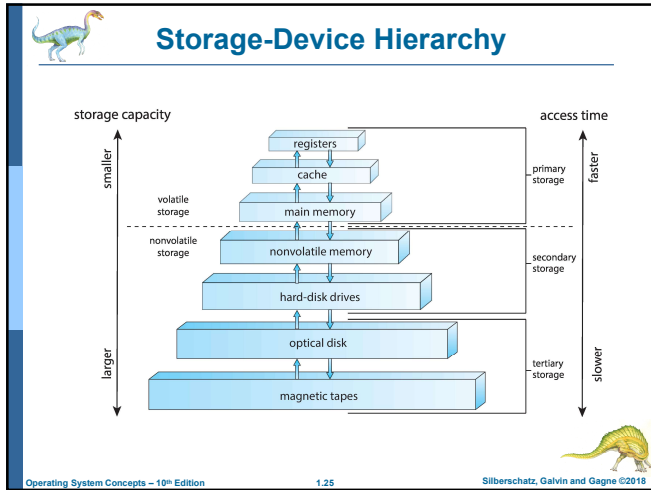 Storage-Device Hierarchy
storage capacity
access time
smaller
larger
volatile
storage
nonvolatile
storage
registers
cache
main memory
nonvolatile memory
hard-disk drives
optical disk
magnetic tapes
primary
storage
secondary
storage
tertiary
storage
faster
slower
Operating System Concepts – 10th Edition
1.25
Silberschatz, Galvin and Gagne ©2018